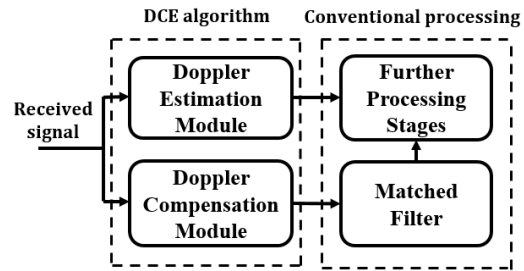 DCE algorithm
Conventional processing
Received
signal
Doppler
Estimation
Module
Further
Processing
Stages
Doppler
Compensation
Module
Matched
Filter